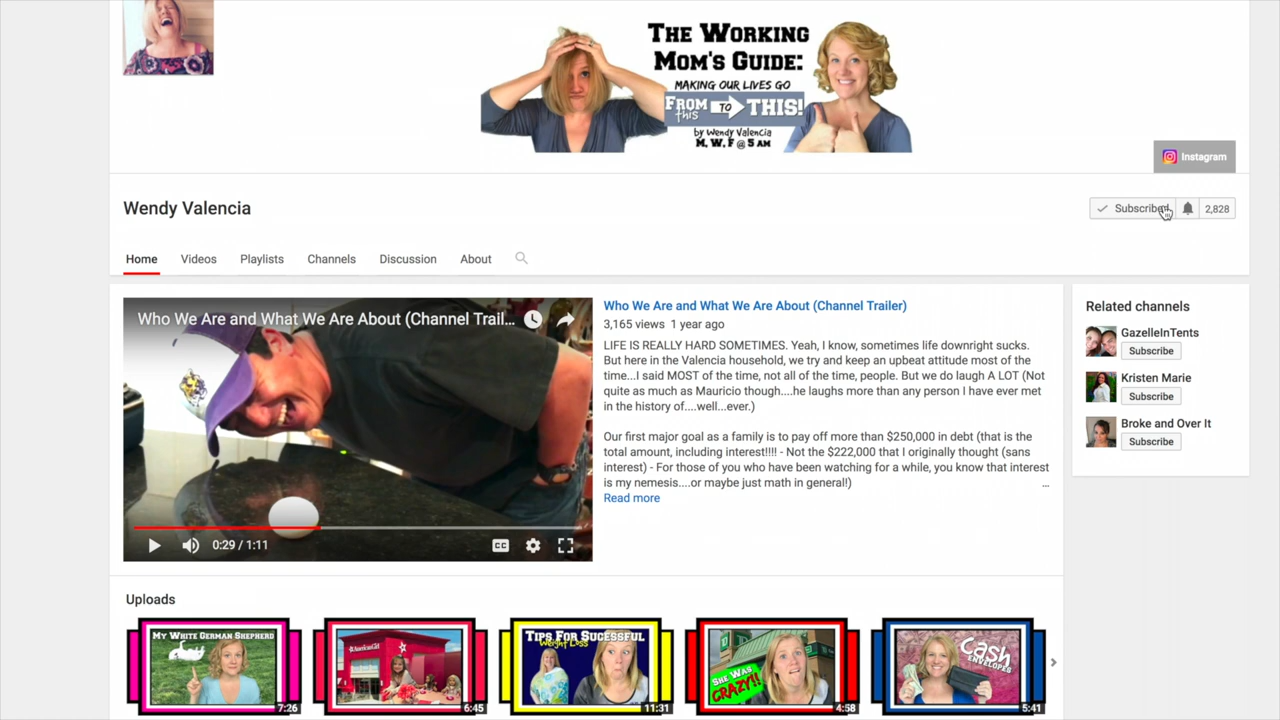 THE WORKING
MOM'S GUIDE:
MAKING OUR LIVES GO
FROM this TO THIS!
by Wendy Valencia
M, W, F @ 5 AM
Instagram
Wendy Valencia
Subscribed 2,828
Home Videos Playlists Channels Discussion About
Who We Are and What We Are About (Channel Trail...
0:29 / 1:11
CC
Who We Are and What We Are About (Channel Trailer)
3,165 views 1 year ago
LIFE IS REALLY HARD SOMETIMES. Yeah, I know, sometimes life downright sucks.
But here in the Valencia household, we try and keep an upbeat attitude most of the
time...I said MOST of the time, not all of the time, people. But we do laugh A LOT (Not
quite as much as Mauricio though....he laughs more than any person I have ever met
in the history of....well...ever.)
Our first major goal as a family is to pay off more than $250,000 in debt (that is the
total amount, including interest!!!! - Not the $222,000 that I originally thought (sans
interest) - For those of you who have been watching for a while, you know that interest
is my nemesis....or maybe just math in general!) ...
Read more
Related channels
GazelleInTents
Subscribe
Kristen Marie
Subscribe
Broke and Over It
Subscribe
Uploads
MY WHITE GERMAN SHEPHERD
7:26
American Girl
6:45
TIPS FOR SUCESSFUL
Weight Loss
11:31
SHE WAS
CRAZY!!
4:58
CASH
ENVELOPES
5:41